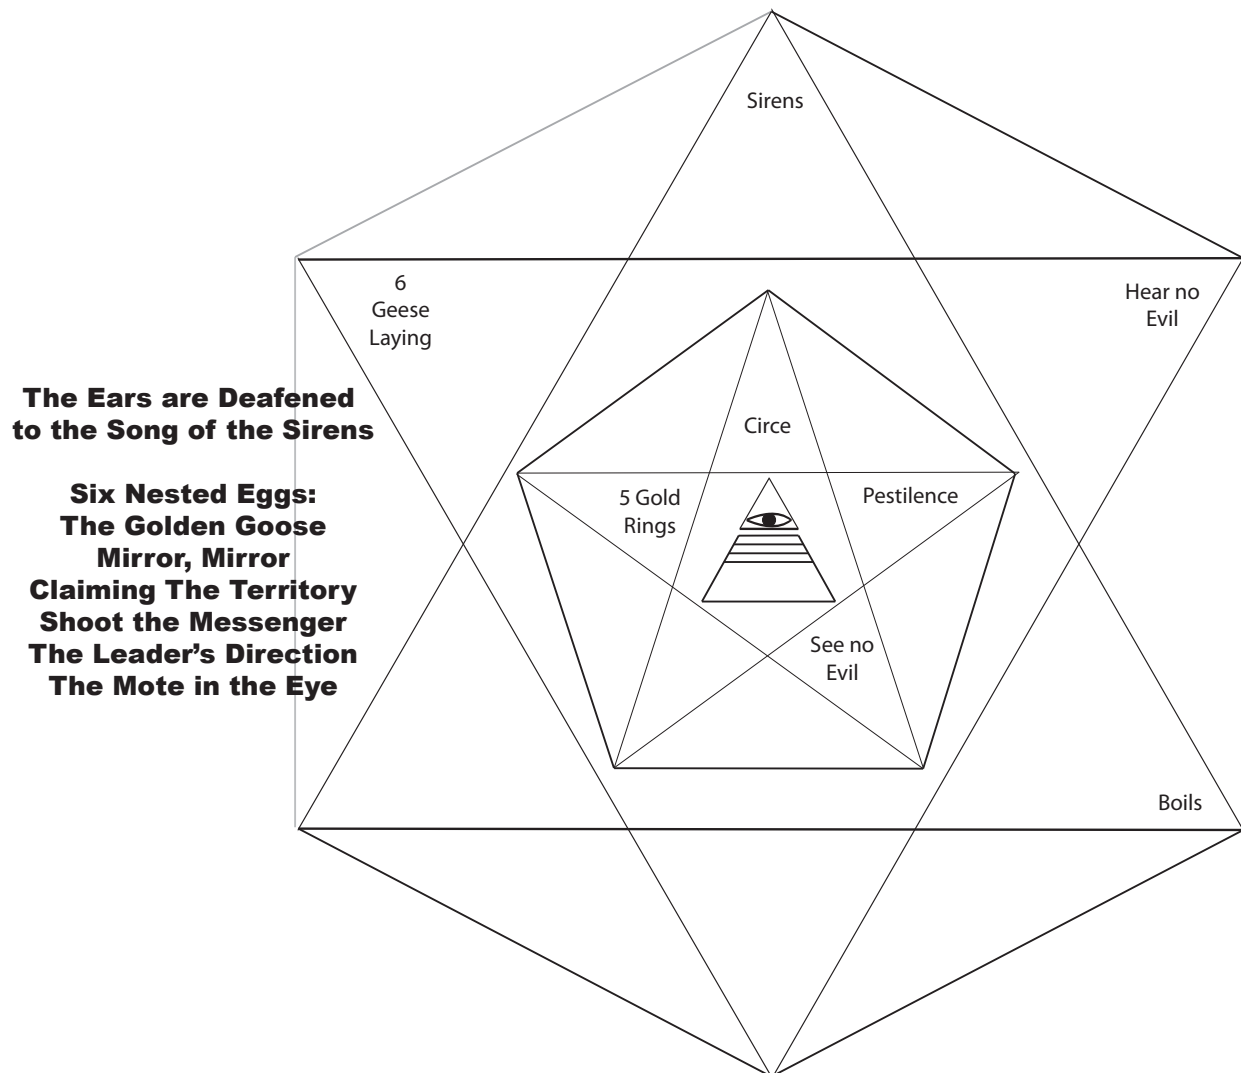 Sirens
6
Geese
Laying
Hear no
Evil
The Ears are Deafened
to the Song of the Sirens
Six Nested Eggs:
The Golden Goose
Mirror, Mirror
Claiming The Territory
Shoot the Messenger
The Leader’s Direction
The Mote in the Eye
Circe
5 Gold
Rings
Pestilence
See no
Evil
Boils